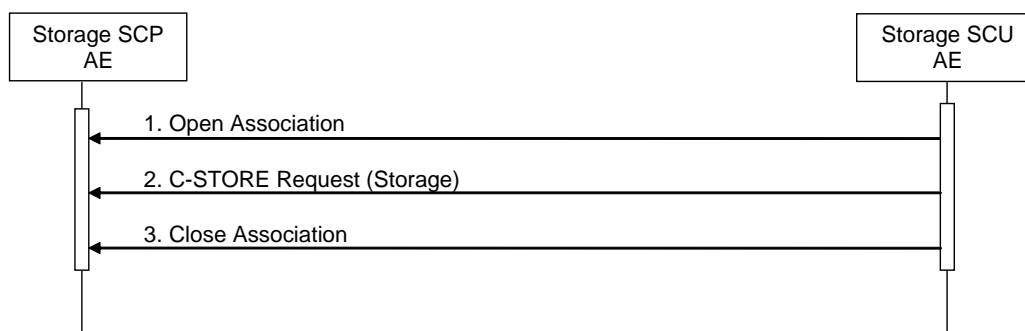 Storage SCP
AE
Storage SCU
AE
1. Open Association
2. C-STORE Request (Storage)
3. Close Association